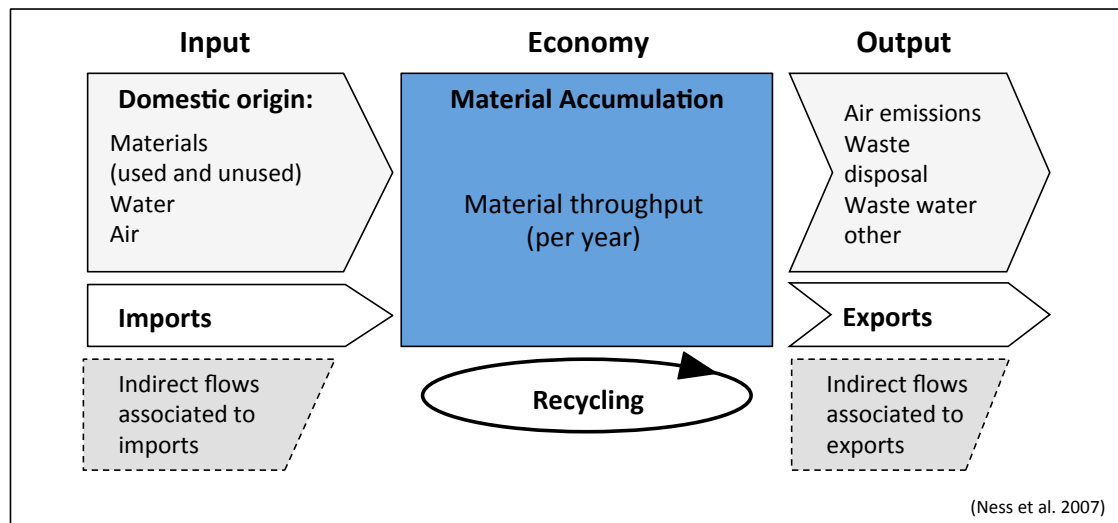 Input
Economy
Output
Domestic origin:
Materials
(used and unused)
Water
Air
Material Accumulation
Material throughput
(per year)
Air emissions
Waste
disposal
Waste water
other
Imports
Exports
Indirect flows
associated to
imports
Recycling
Indirect flows
associated to
exports
(Ness et al. 2007)